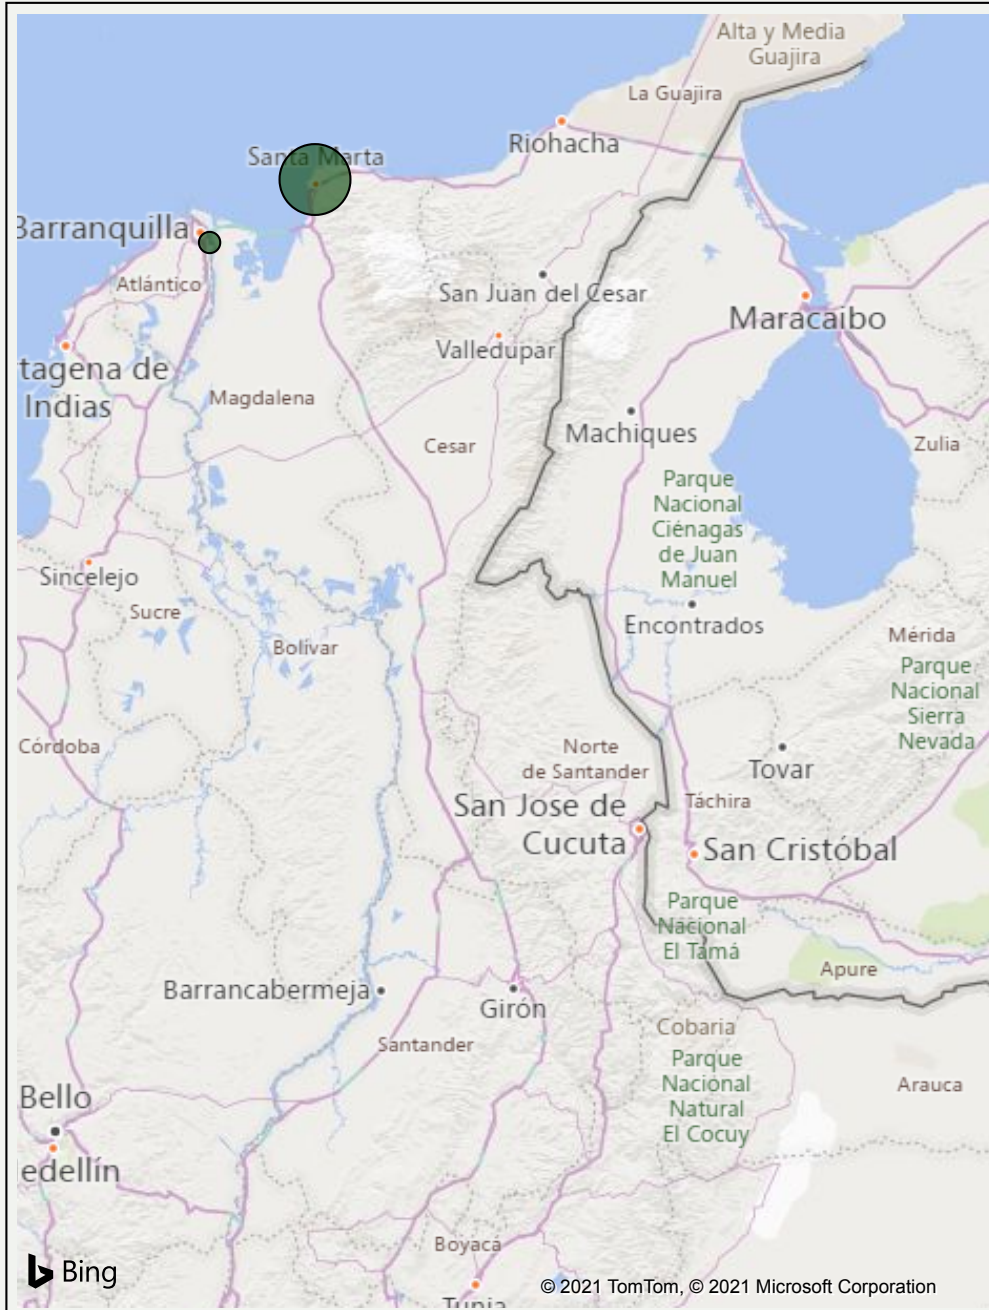 Alta y Media
Guajira
La Guajira
Riohacha
Santa Marta
Barranquilla
Atlántico
San Juan del Cesar
Maracaibo
Valledupar
tagena de
Indias
Magdalena
Machiques
Cesar
Zulia
Parque
Nacional
Ciénagas
de Juan
Manuel
Sincelejo
Sucre
Encontrados
Bolívar
Mérida
Parque
Nacional
Sierra
Nevada
Córdoba
Norte
de Santander
Tovar
San Jose de
Cucuta
Táchira
San Cristóbal
Parque
Nacional
El Tamá
Apure
Barrancabermeja
Girón
Cobaria
Santander
Parque
Nacional
Natural
El Cocuy
Arauca
Bello
edellín
Boyacá
Bing
© 2021 TomTom, © 2021 Microsoft Corporation
Tunja